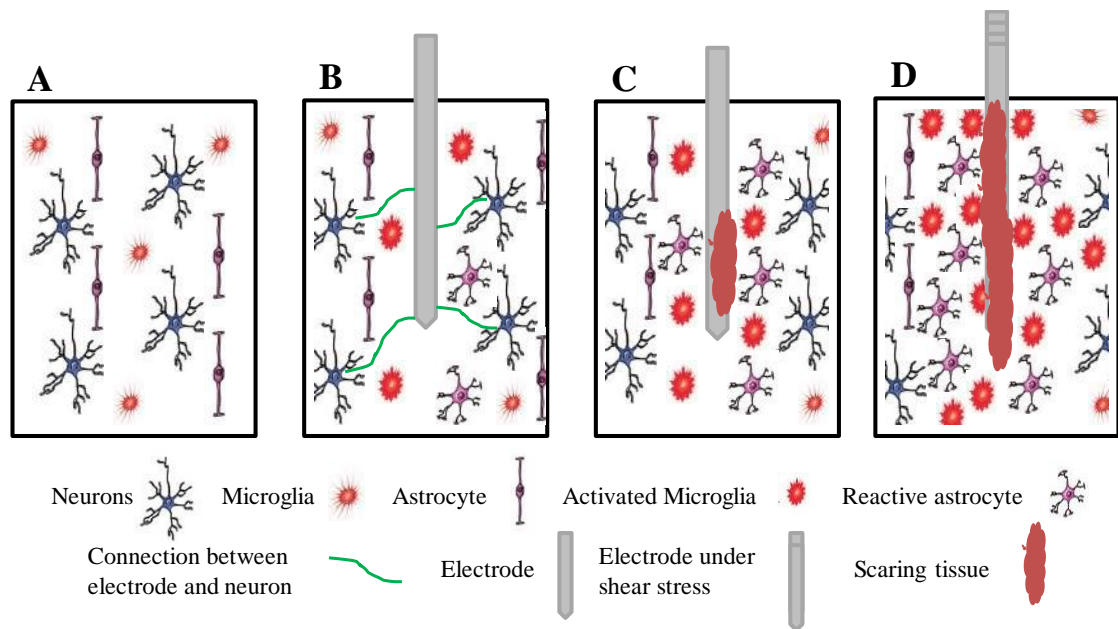 A
B
C
D
Neurons Microglia Astrocyte Activated Microglia Reactive astrocyte
Connection between
electrode and neuron
Electrode
Electrode under
shear stress
Scaring tissue